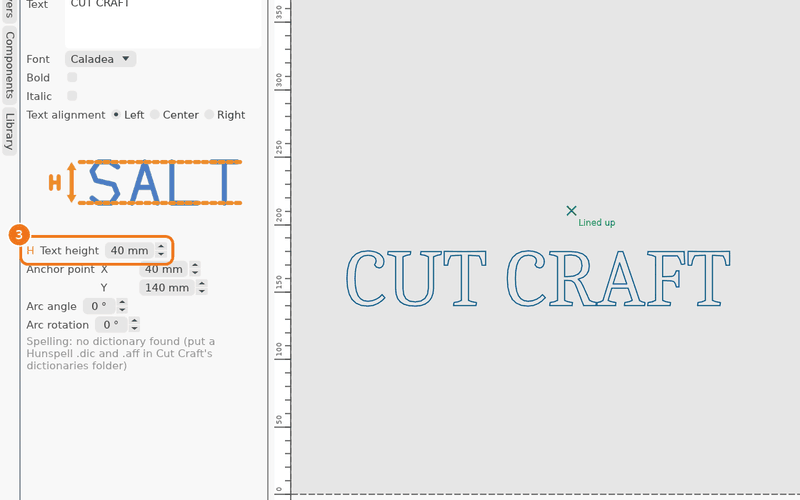 Text
CUT CRAFT
Components
Library
Font Caladea
Bold
Italic
Text alignment Left Center Right
H SALT
3
H Text height 40 mm
Anchor point X 40 mm
Y 140 mm
Arc angle 0 °
Arc rotation 0 °
Spelling: no dictionary found (put a
Hunspell .dic and .aff in Cut Craft's
dictionaries folder)
350
300
250
200
150
100
50
0
Lined up
CUT CRAFT